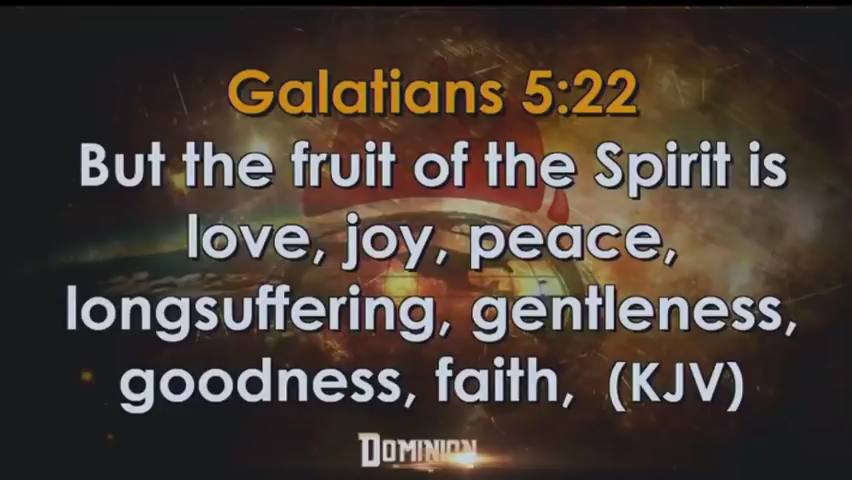 Galatians 5:22
But the fruit of the Spirit is
love, joy, peace,
longsuffering, gentleness,
goodness, faith, (KJV)
DOMINION